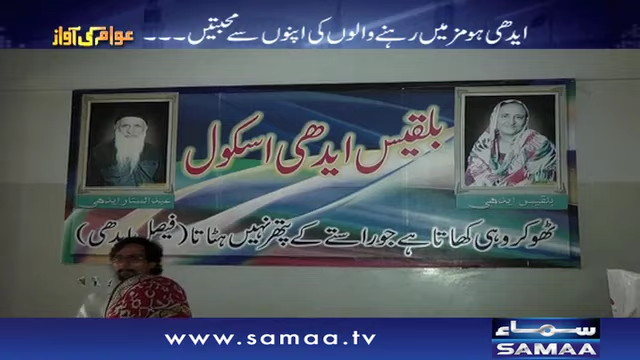 عوام کی آواز
ایدھی ہومز میں رہنے والوں کی اپنوں سے محبتیں ...
بلقیس ایدھی اسکول
عبدالستار ایدھی
بلقیس ایدھی
ٹھوکر وہی کھاتا ہے جو راستے کے پتھر نہیں ہٹاتا (فیصل ایدھی)
www.samaa.tv
سماء
SAMAA